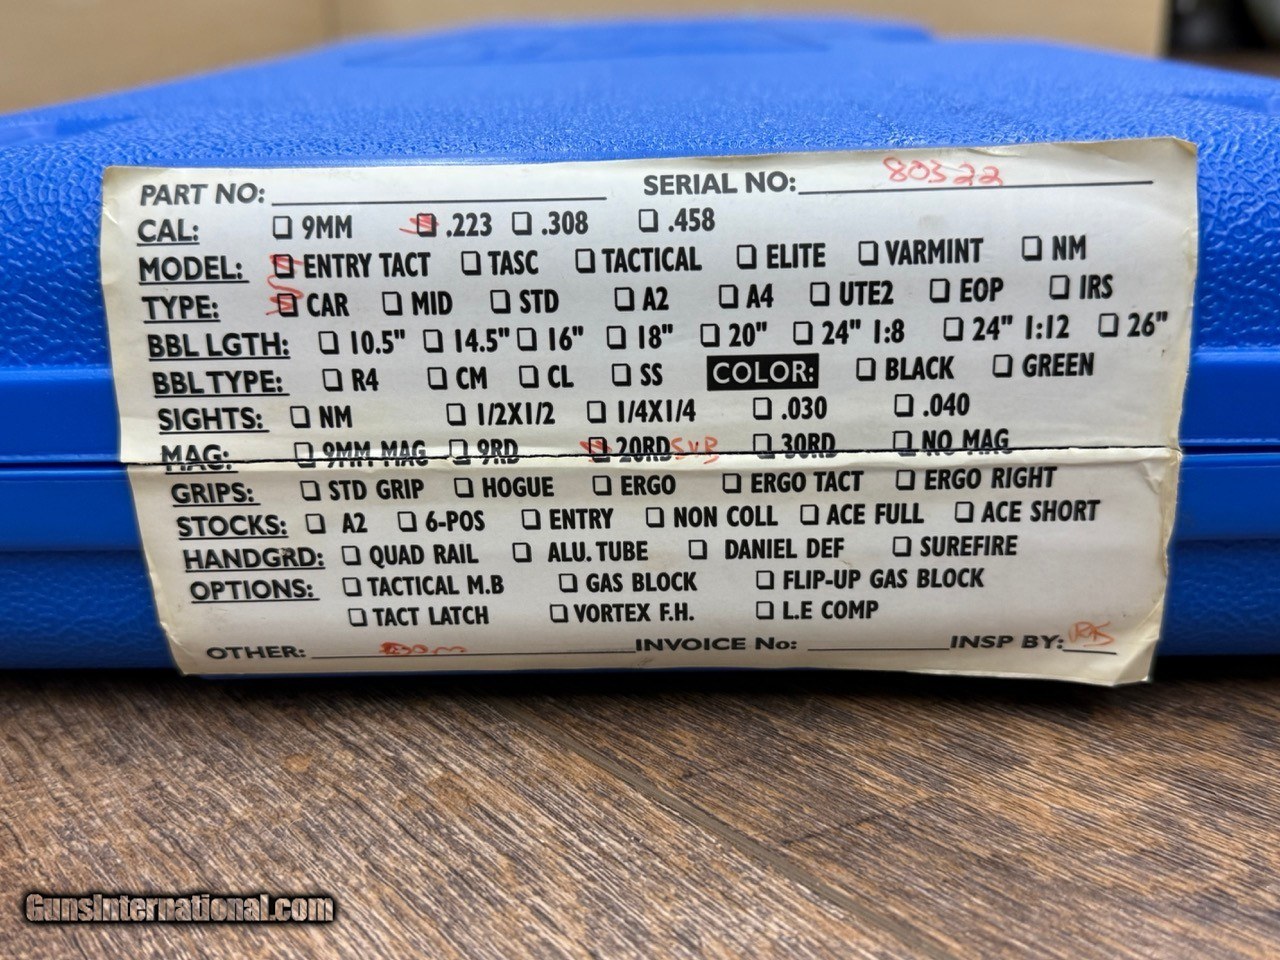 PART NO: SERIAL NO: 80322
CAL: ❏ 9MM ❏ .223 ❏ .308 ❏ .458
MODEL: ❏ ENTRY TACT ❏ TASC ❏ TACTICAL ❏ ELITE ❏ VARMINT ❏ NM
TYPE: ❏ CAR ❏ MID ❏ STD ❏ A2 ❏ A4 ❏ UTE2 ❏ EOP ❏ IRS
BBL LGTH: ❏ 10.5" ❏ 14.5" ❏ 16" ❏ 18" ❏ 20" ❏ 24" 1:8 ❏ 24" 1:12 ❏ 26"
BBL TYPE: ❏ R4 ❏ CM ❏ CL ❏ SS COLOR: ❏ BLACK ❏ GREEN
SIGHTS: ❏ NM ❏ 1/2X1/2 ❏ 1/4X1/4 ❏ .030 ❏ .040
MAG: ❏ 9MM MAG ❏ 9RD ❏ 20RD SUB ❏ 30RD ❏ NO MAG
GRIPS: ❏ STD GRIP ❏ HOGUE ❏ ERGO ❏ ERGO TACT ❏ ERGO RIGHT
STOCKS: ❏ A2 ❏ 6-POS ❏ ENTRY ❏ NON COLL ❏ ACE FULL ❏ ACE SHORT
HANDGRD: ❏ QUAD RAIL ❏ ALU. TUBE ❏ DANIEL DEF ❏ SUREFIRE
OPTIONS: ❏ TACTICAL M.B ❏ GAS BLOCK ❏ FLIP-UP GAS BLOCK
❏ TACT LATCH ❏ VORTEX F.H. ❏ L.E COMP
OTHER: INVOICE No: INSP BY:
GunsInternational.com